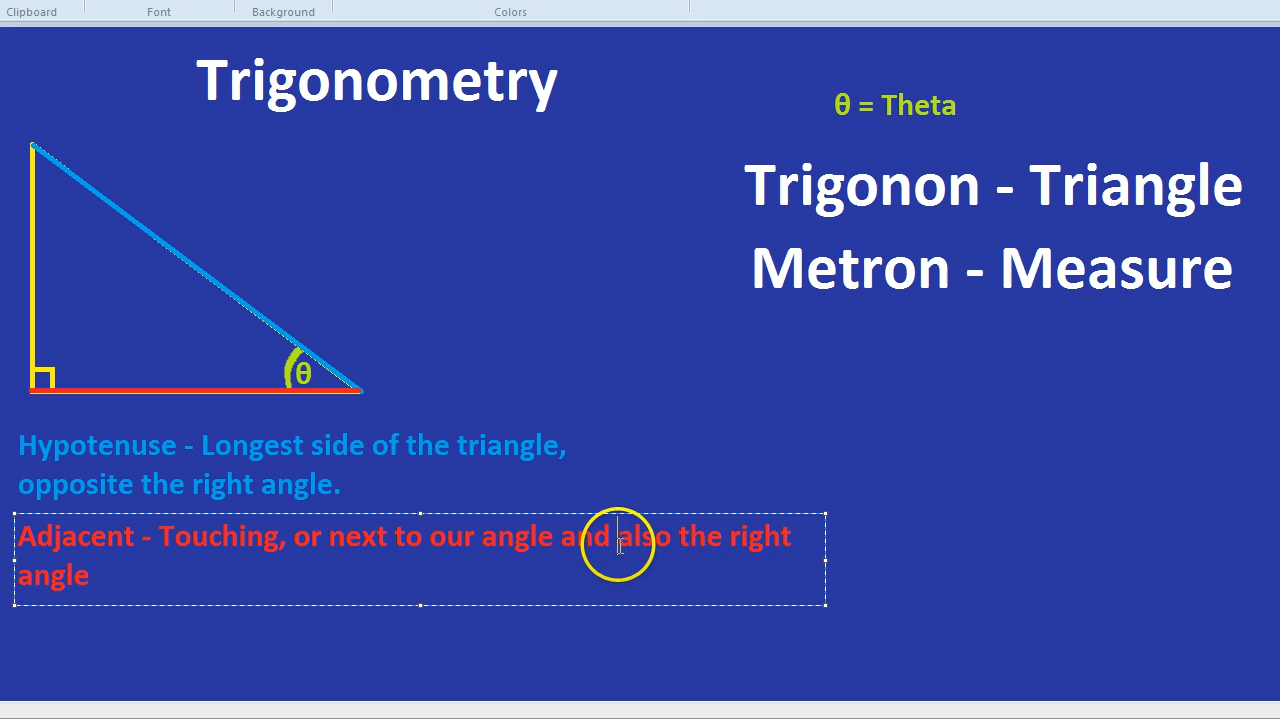 Clipboard Font Background Colors
Trigonometry
θ = Theta
Trigonon - Triangle
Metron - Measure
θ
Hypotenuse - Longest side of the triangle,
opposite the right angle.
Adjacent - Touching, or next to our angle and also the right
angle